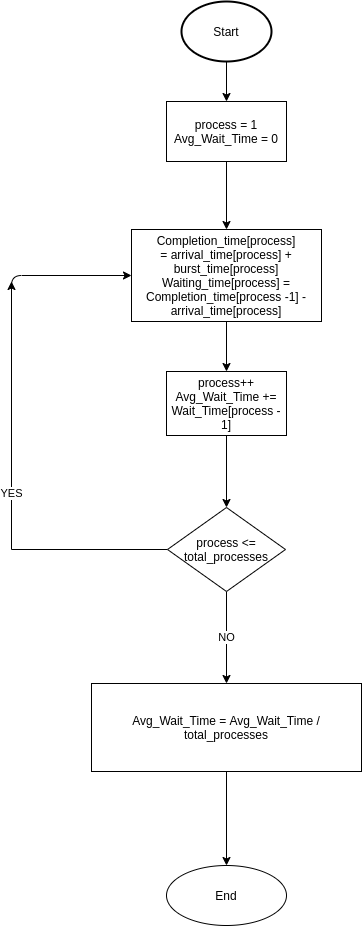 Start
process = 1
Avg_Wait_Time = 0
Completion_time[process]
= arrival_time[process] +
burst_time[process]
Waiting_time[process] =
Completion_time[process -1] -
arrival_time[process]
process++
Avg_Wait_Time +=
Wait_Time[process -
1]
YES
process <=
total_processes
NO
Avg_Wait_Time = Avg_Wait_Time /
total_processes
End